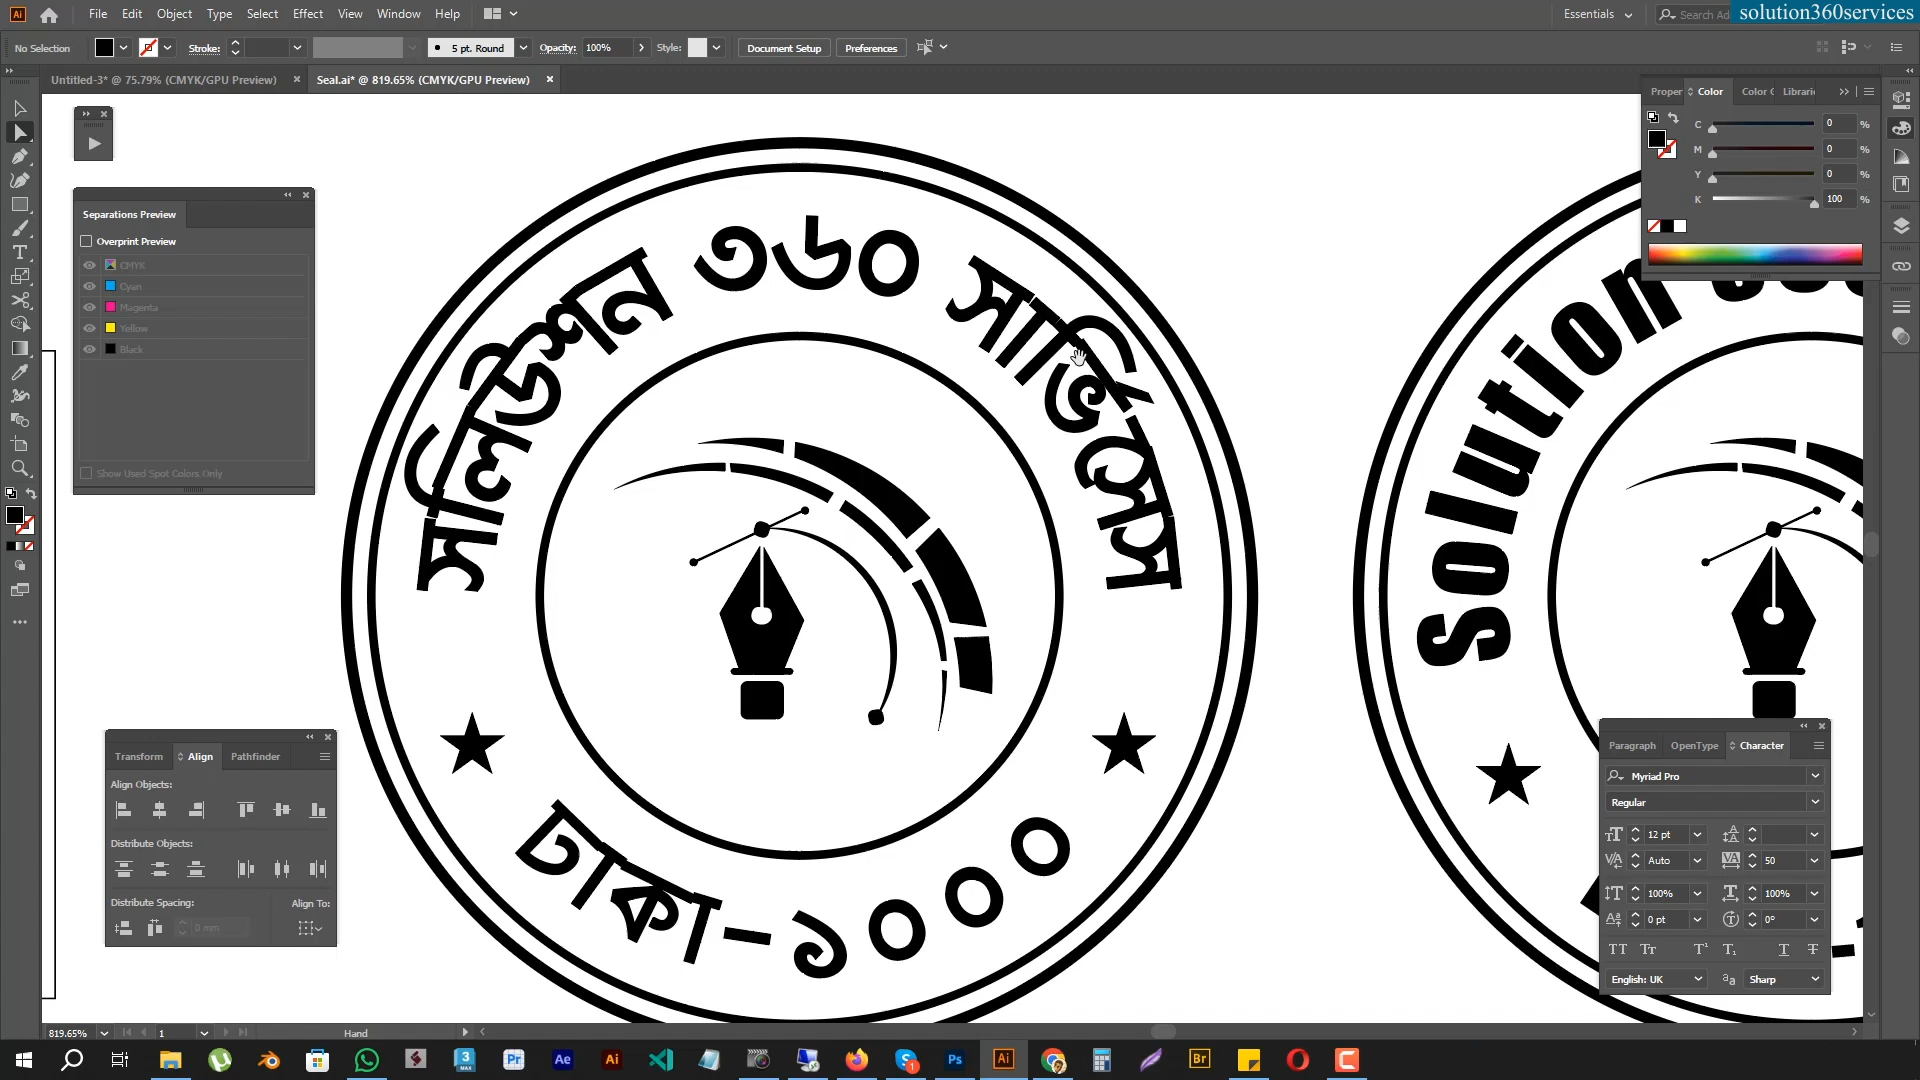 File Edit Object Type Select Effect View Window Help
Essentials
Search Ad
solution360services
No Selection
Stroke:
5 pt. Round
Opacity: 100%
Style:
Document Setup
Preferences
Untitled-3* @ 75.79% (CMYK/GPU Preview)
Seal.ai* @ 819.65% (CMYK/GPU Preview)
Proper
Color
Color
Librari
C 0 %
M 0 %
Y 0 %
K 100 %
Separations Preview
Overprint Preview
CMYK
Cyan
Magenta
Yellow
Black
Show Used Spot Colors Only
সলিউশন ৩৬০ সার্ভিসেস
ঢাকা-১০০০
Solution
Transform
Align
Pathfinder
Align Objects:
Distribute Objects:
Distribute Spacing:
Align To:
0 mm
Paragraph
OpenType
Character
Myriad Pro
Regular
12 pt
Auto
50
100%
100%
0 pt
0°
English: UK
Sharp
819.65%
1
Hand